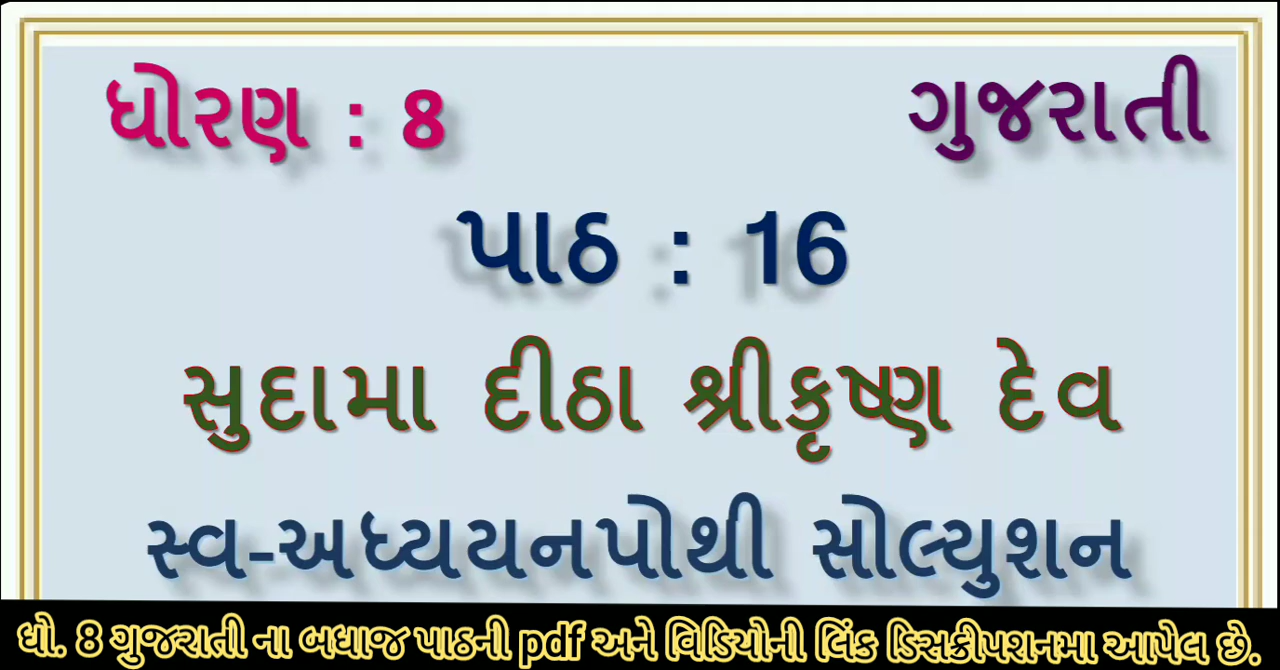 ધોરણ : 8 ગુજરાતી
પાઠ : 16
સુદામા દીઠા શ્રીકૃષ્ણ દેવ
સ્વ-અધ્યયનપોથી સોલ્યુશન
ધો. 8 ગુજરાતી ના બધાજ પાઠની pdf અને વિડિયોની લિંક ડિસક્રીપશનમા આપેલ છે.